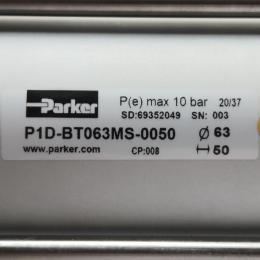 Parker
P(e) max 10 bar 20/37
SD:69352049 SN: 003
P1D-BT063MS-0050 Ø 63
www.parker.com CP:008 50